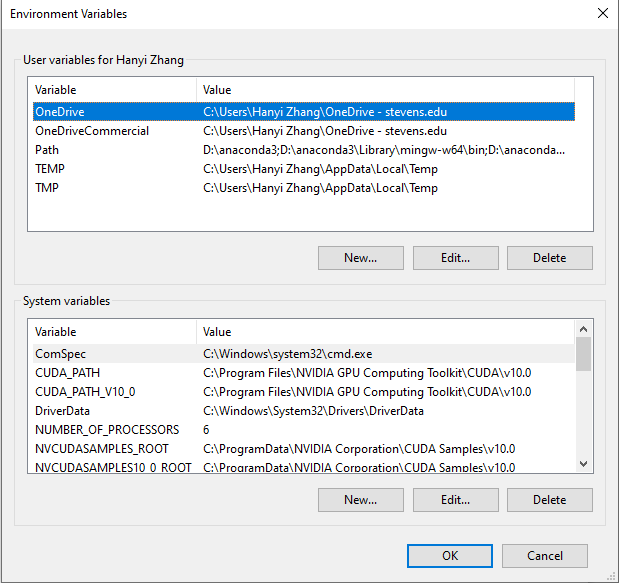 Environment Variables
User variables for Hanyi Zhang
Variable Value
OneDrive C:\Users\Hanyi Zhang\OneDrive - stevens.edu
OneDriveCommercial C:\Users\Hanyi Zhang\OneDrive - stevens.edu
Path D:\anaconda3;D:\anaconda3\Library\mingw-w64\bin;D:\anaconda...
TEMP C:\Users\Hanyi Zhang\AppData\Local\Temp
TMP C:\Users\Hanyi Zhang\AppData\Local\Temp
New... Edit... Delete
System variables
Variable Value
ComSpec C:\Windows\system32\cmd.exe
CUDA_PATH C:\Program Files\NVIDIA GPU Computing Toolkit\CUDA\v10.0
CUDA_PATH_V10_0 C:\Program Files\NVIDIA GPU Computing Toolkit\CUDA\v10.0
DriverData C:\Windows\System32\Drivers\DriverData
NUMBER_OF_PROCESSORS 6
NVCUDASAMPLES_ROOT C:\ProgramData\NVIDIA Corporation\CUDA Samples\v10.0
NVCUDASAMPLES10_0_ROOT C:\ProgramData\NVIDIA Corporation\CUDA Samples\v10.0
New... Edit... Delete
OK Cancel